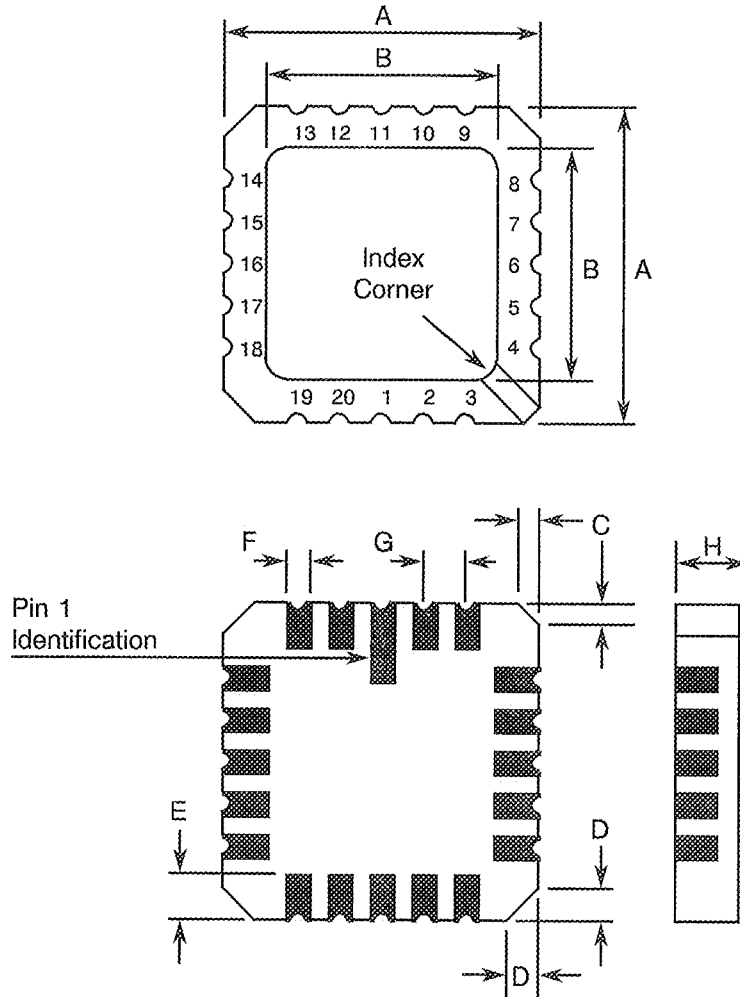 A
B
13 12 11 10 9
14 8
15 7
16 6
17 5
18 4
Index
Corner
B A
19 20 1 2 3
F G C H
Pin 1
Identification
E D
D